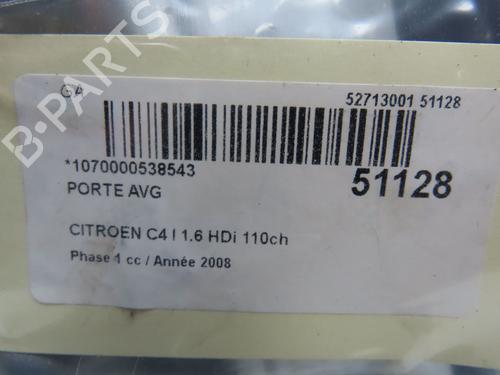 B-PARTS
GA
52713001 51128
*1070000538543
51128
PORTE AVG
CITROEN C4 I 1.6 HDi 110ch
Phase 1 cc / Année 2008